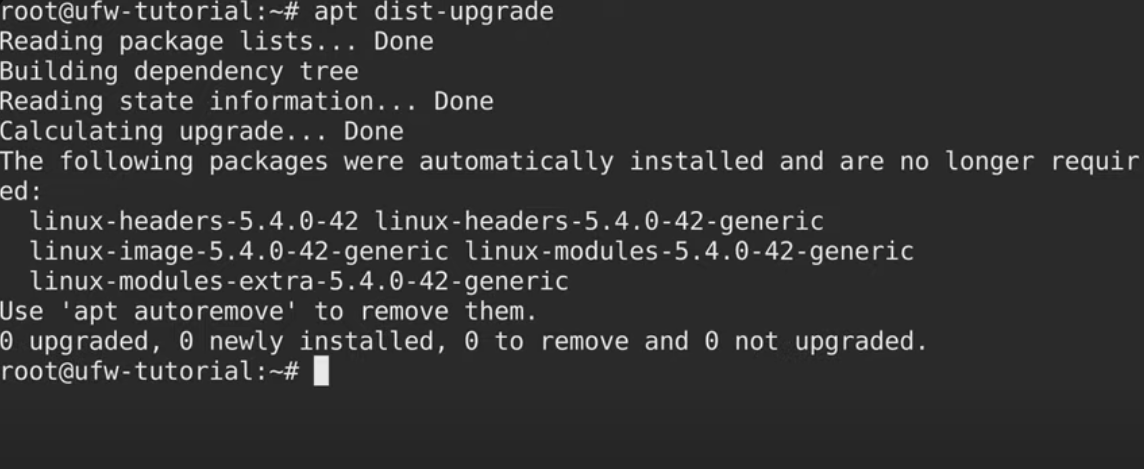 root@ufw-tutorial:~# apt dist-upgrade
Reading package lists... Done
Building dependency tree
Reading state information... Done
Calculating upgrade... Done
The following packages were automatically installed and are no longer requir
ed:
  linux-headers-5.4.0-42 linux-headers-5.4.0-42-generic
  linux-image-5.4.0-42-generic linux-modules-5.4.0-42-generic
  linux-modules-extra-5.4.0-42-generic
Use 'apt autoremove' to remove them.
0 upgraded, 0 newly installed, 0 to remove and 0 not upgraded.
root@ufw-tutorial:~#